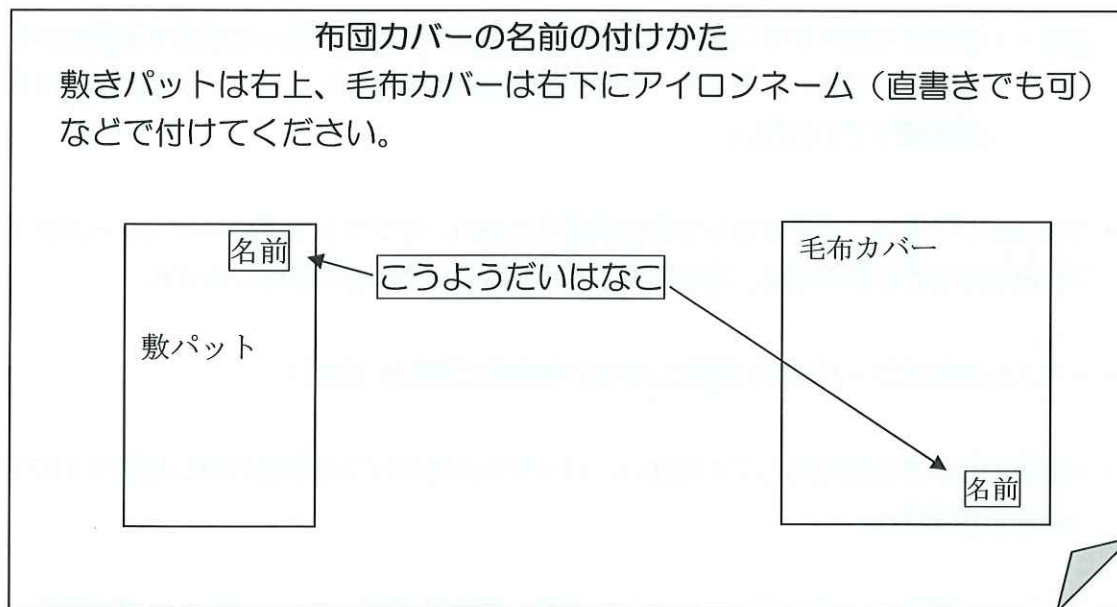 布団カバーの名前の付けかた
敷きパットは右上、毛布カバーは右下にアイロンネーム（直書きでも可）
などで付けてください。
名前
こうようだいはなこ
毛布カバー
敷パット
名前